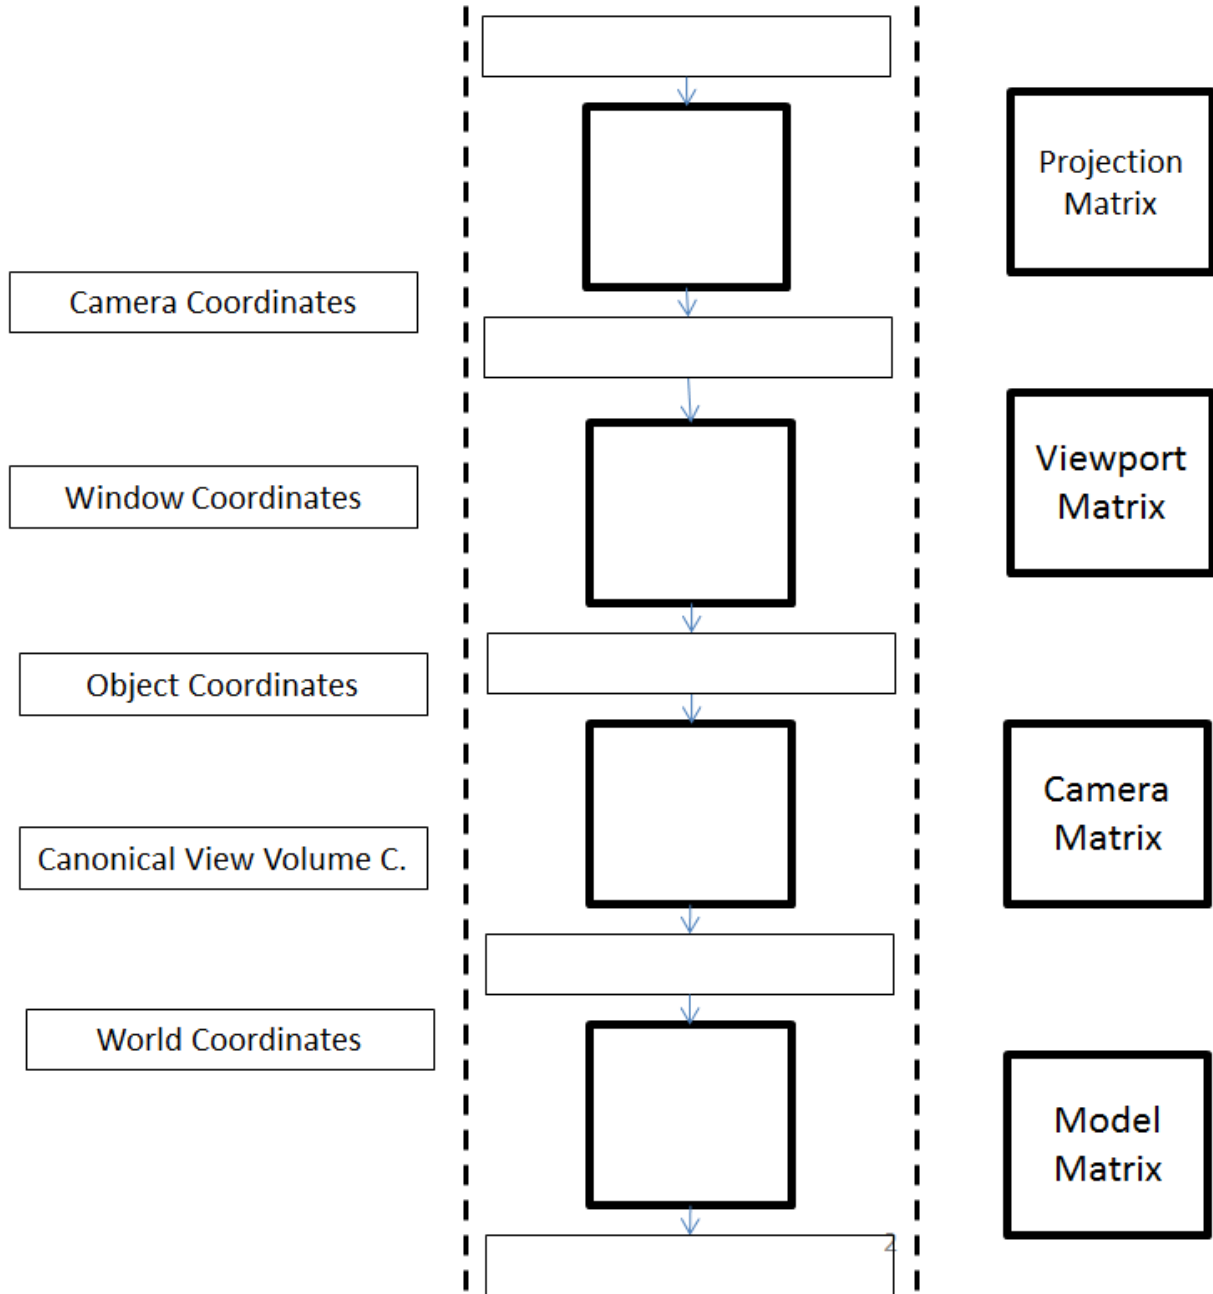 Projection
Matrix
Camera Coordinates
Viewport
Matrix
Window Coordinates
Object Coordinates
Camera
Matrix
Canonical View Volume C.
World Coordinates
Model
Matrix
2